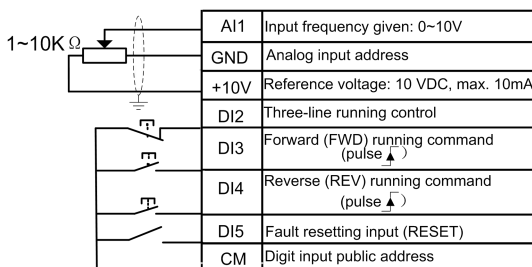 1~10K Ω
AI1 Input frequency given: 0~10V
GND Analog input address
+10V Reference voltage: 10 VDC, max. 10mA
DI2 Three-line running control
DI3 Forward (FWD) running command
(pulse )
DI4 Reverse (REV) running command
(pulse )
DI5 Fault resetting input (RESET)
CM Digit input public address